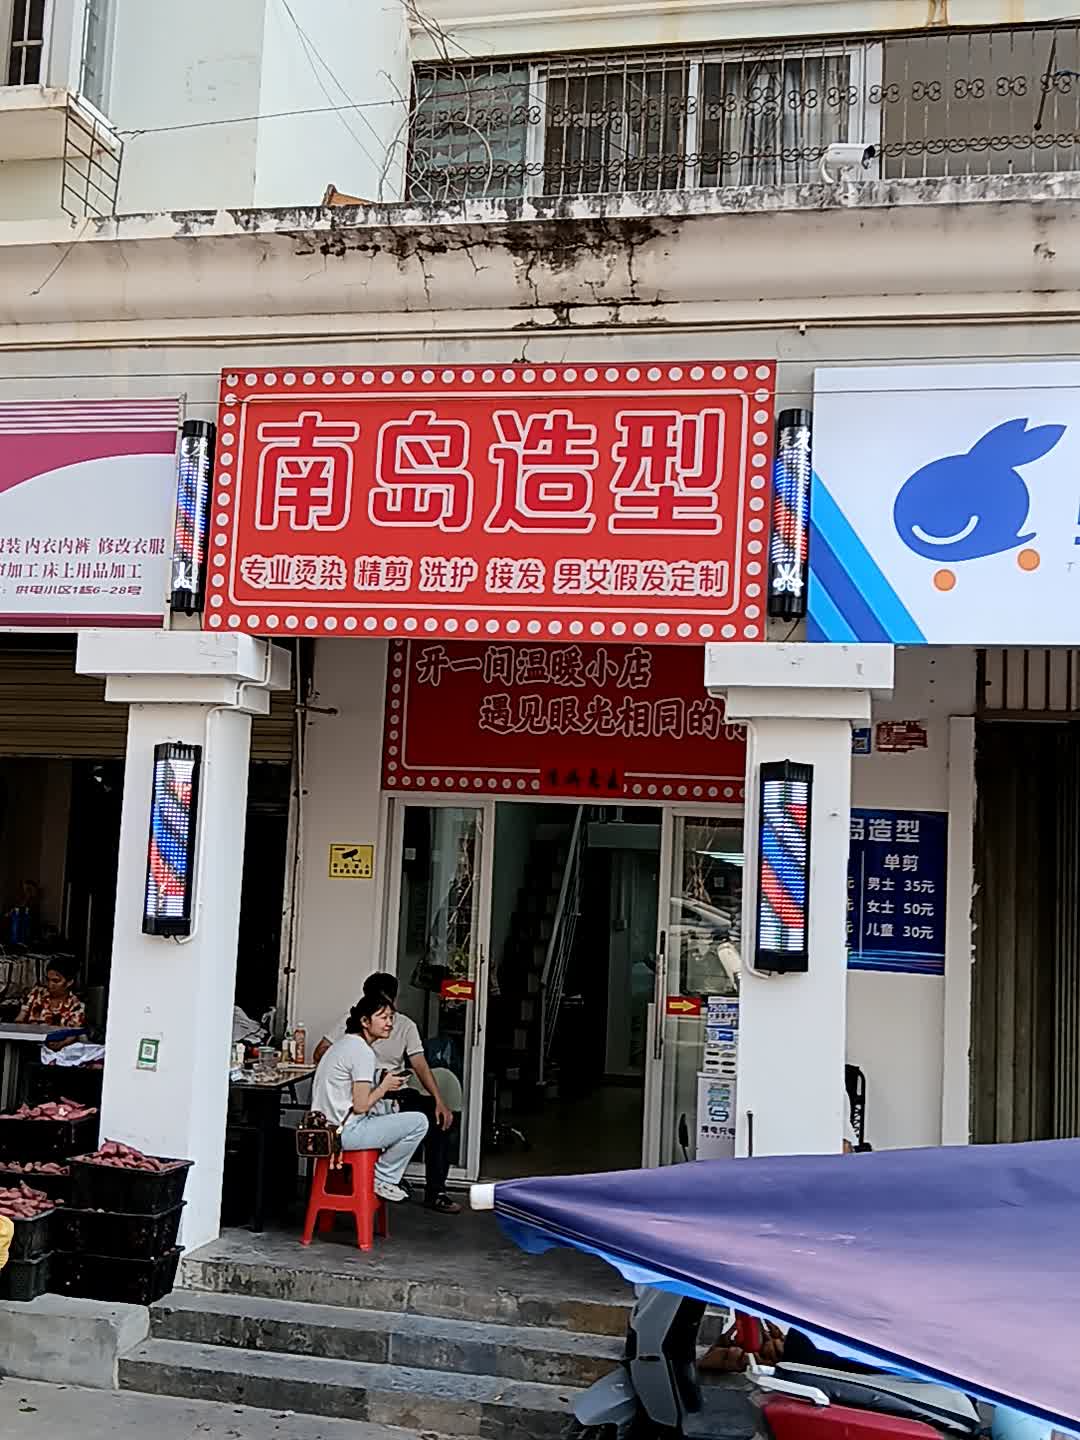 南岛造型
专业烫染 精剪 洗护 接发 男女假发定制
装 内衣内裤 修改衣服
加工 床上用品加工
供电小区1栋6-28号
开一间温暖小店
遇见眼光相同的
岛造型
单剪
元 男士 35元
元 女士 50元
元 儿童 30元